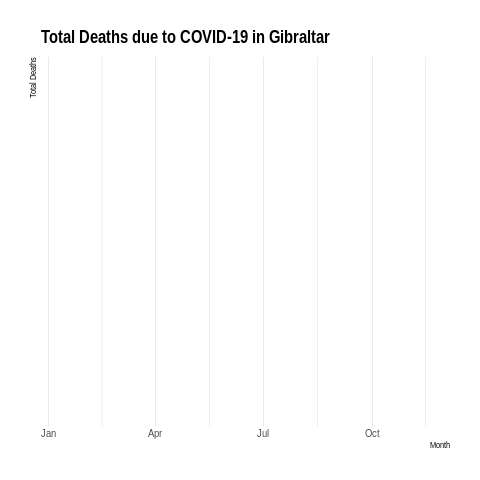 Total Deaths due to COVID-19 in Gibraltar
Total Deaths
Jan Apr Jul Oct
Month